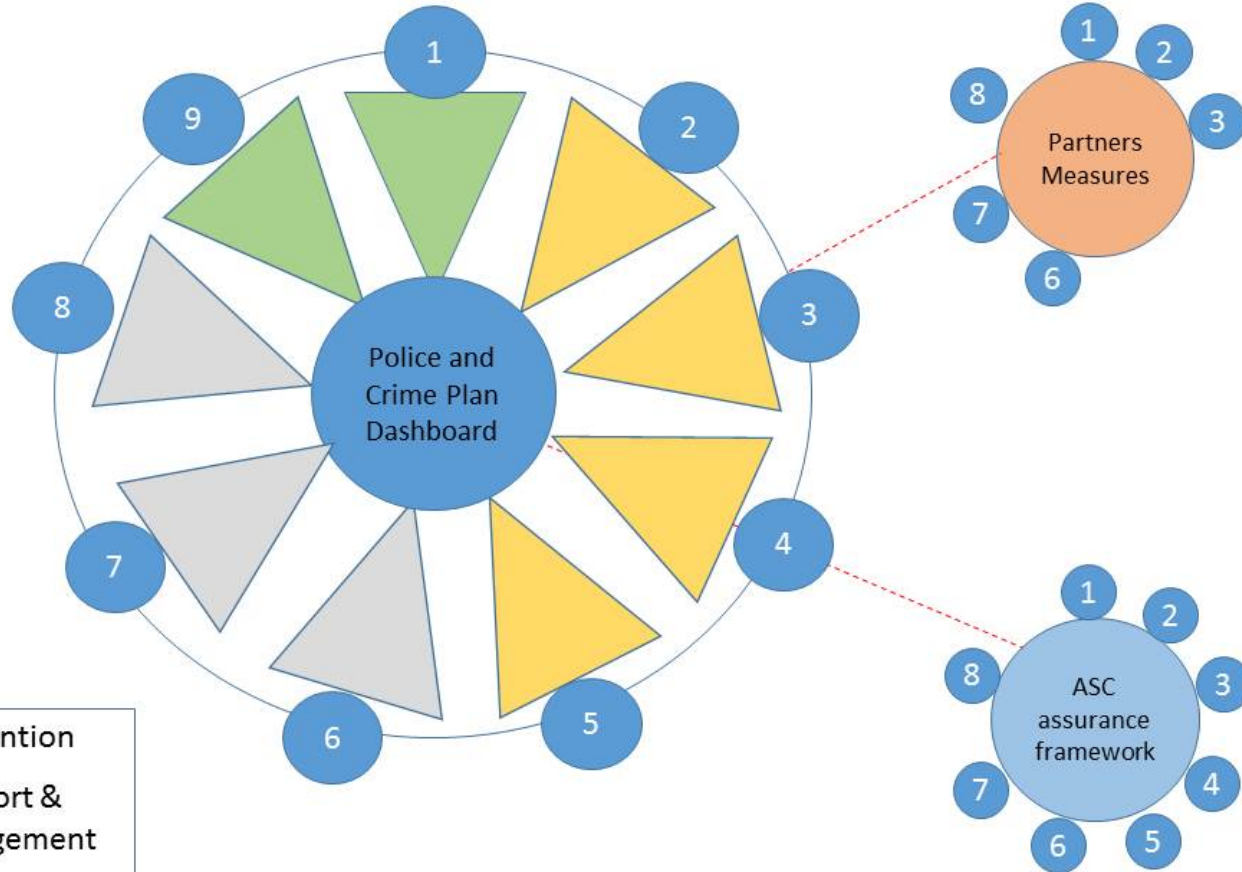 1
2
3
4
5
6
7
8
9
Police and
Crime Plan
Dashboard
1
2
3
6
7
8
Partners
Measures
1
2
3
4
5
6
7
8
ASC
assurance
framework
ntion
ort &
gement